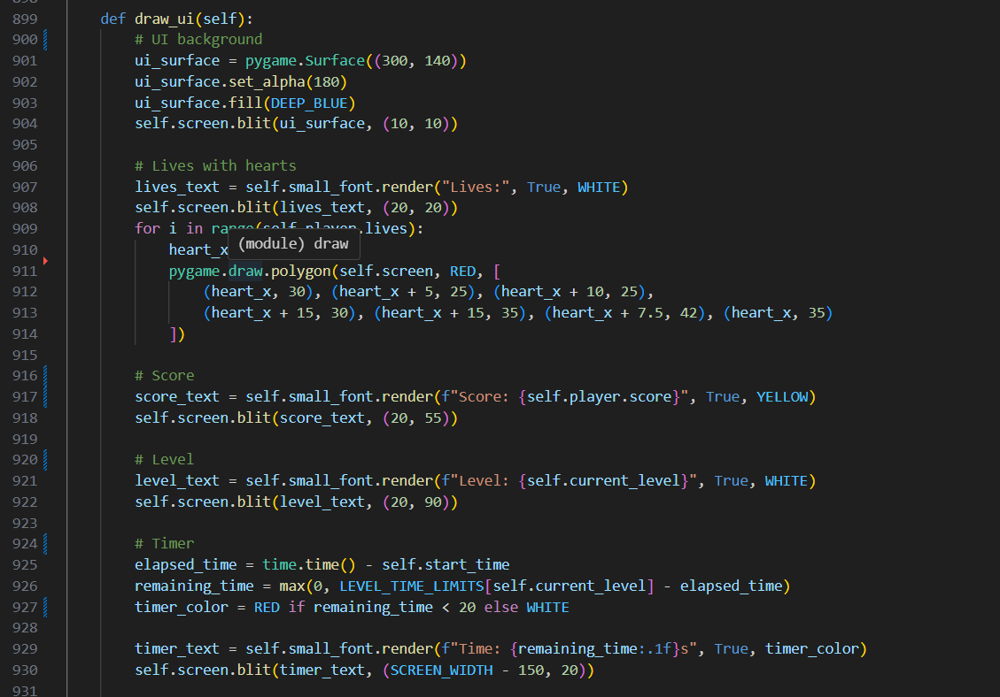 899 def draw_ui(self):
900 # UI background
901 ui_surface = pygame.Surface((300, 140))
902 ui_surface.set_alpha(180)
903 ui_surface.fill(DEEP_BLUE)
904 self.screen.blit(ui_surface, (10, 10))
905
906 # Lives with hearts
907 lives_text = self.small_font.render("Lives:", True, WHITE)
908 self.screen.blit(lives_text, (20, 20))
909 for i in range(self.player.lives):
910 heart_x
(module) draw
911 pygame.draw.polygon(self.screen, RED, [
912 (heart_x, 30), (heart_x + 5, 25), (heart_x + 10, 25),
913 (heart_x + 15, 30), (heart_x + 15, 35), (heart_x + 7.5, 42), (heart_x, 35)
914 ])
915
916 # Score
917 score_text = self.small_font.render(f"Score: {self.player.score}", True, YELLOW)
918 self.screen.blit(score_text, (20, 55))
919
920 # Level
921 level_text = self.small_font.render(f"Level: {self.current_level}", True, WHITE)
922 self.screen.blit(level_text, (20, 90))
923
924 # Timer
925 elapsed_time = time.time() - self.start_time
926 remaining_time = max(0, LEVEL_TIME_LIMITS[self.current_level] - elapsed_time)
927 timer_color = RED if remaining_time < 20 else WHITE
928
929 timer_text = self.small_font.render(f"Time: {remaining_time:.1f}s", True, timer_color)
930 self.screen.blit(timer_text, (SCREEN_WIDTH - 150, 20))
931